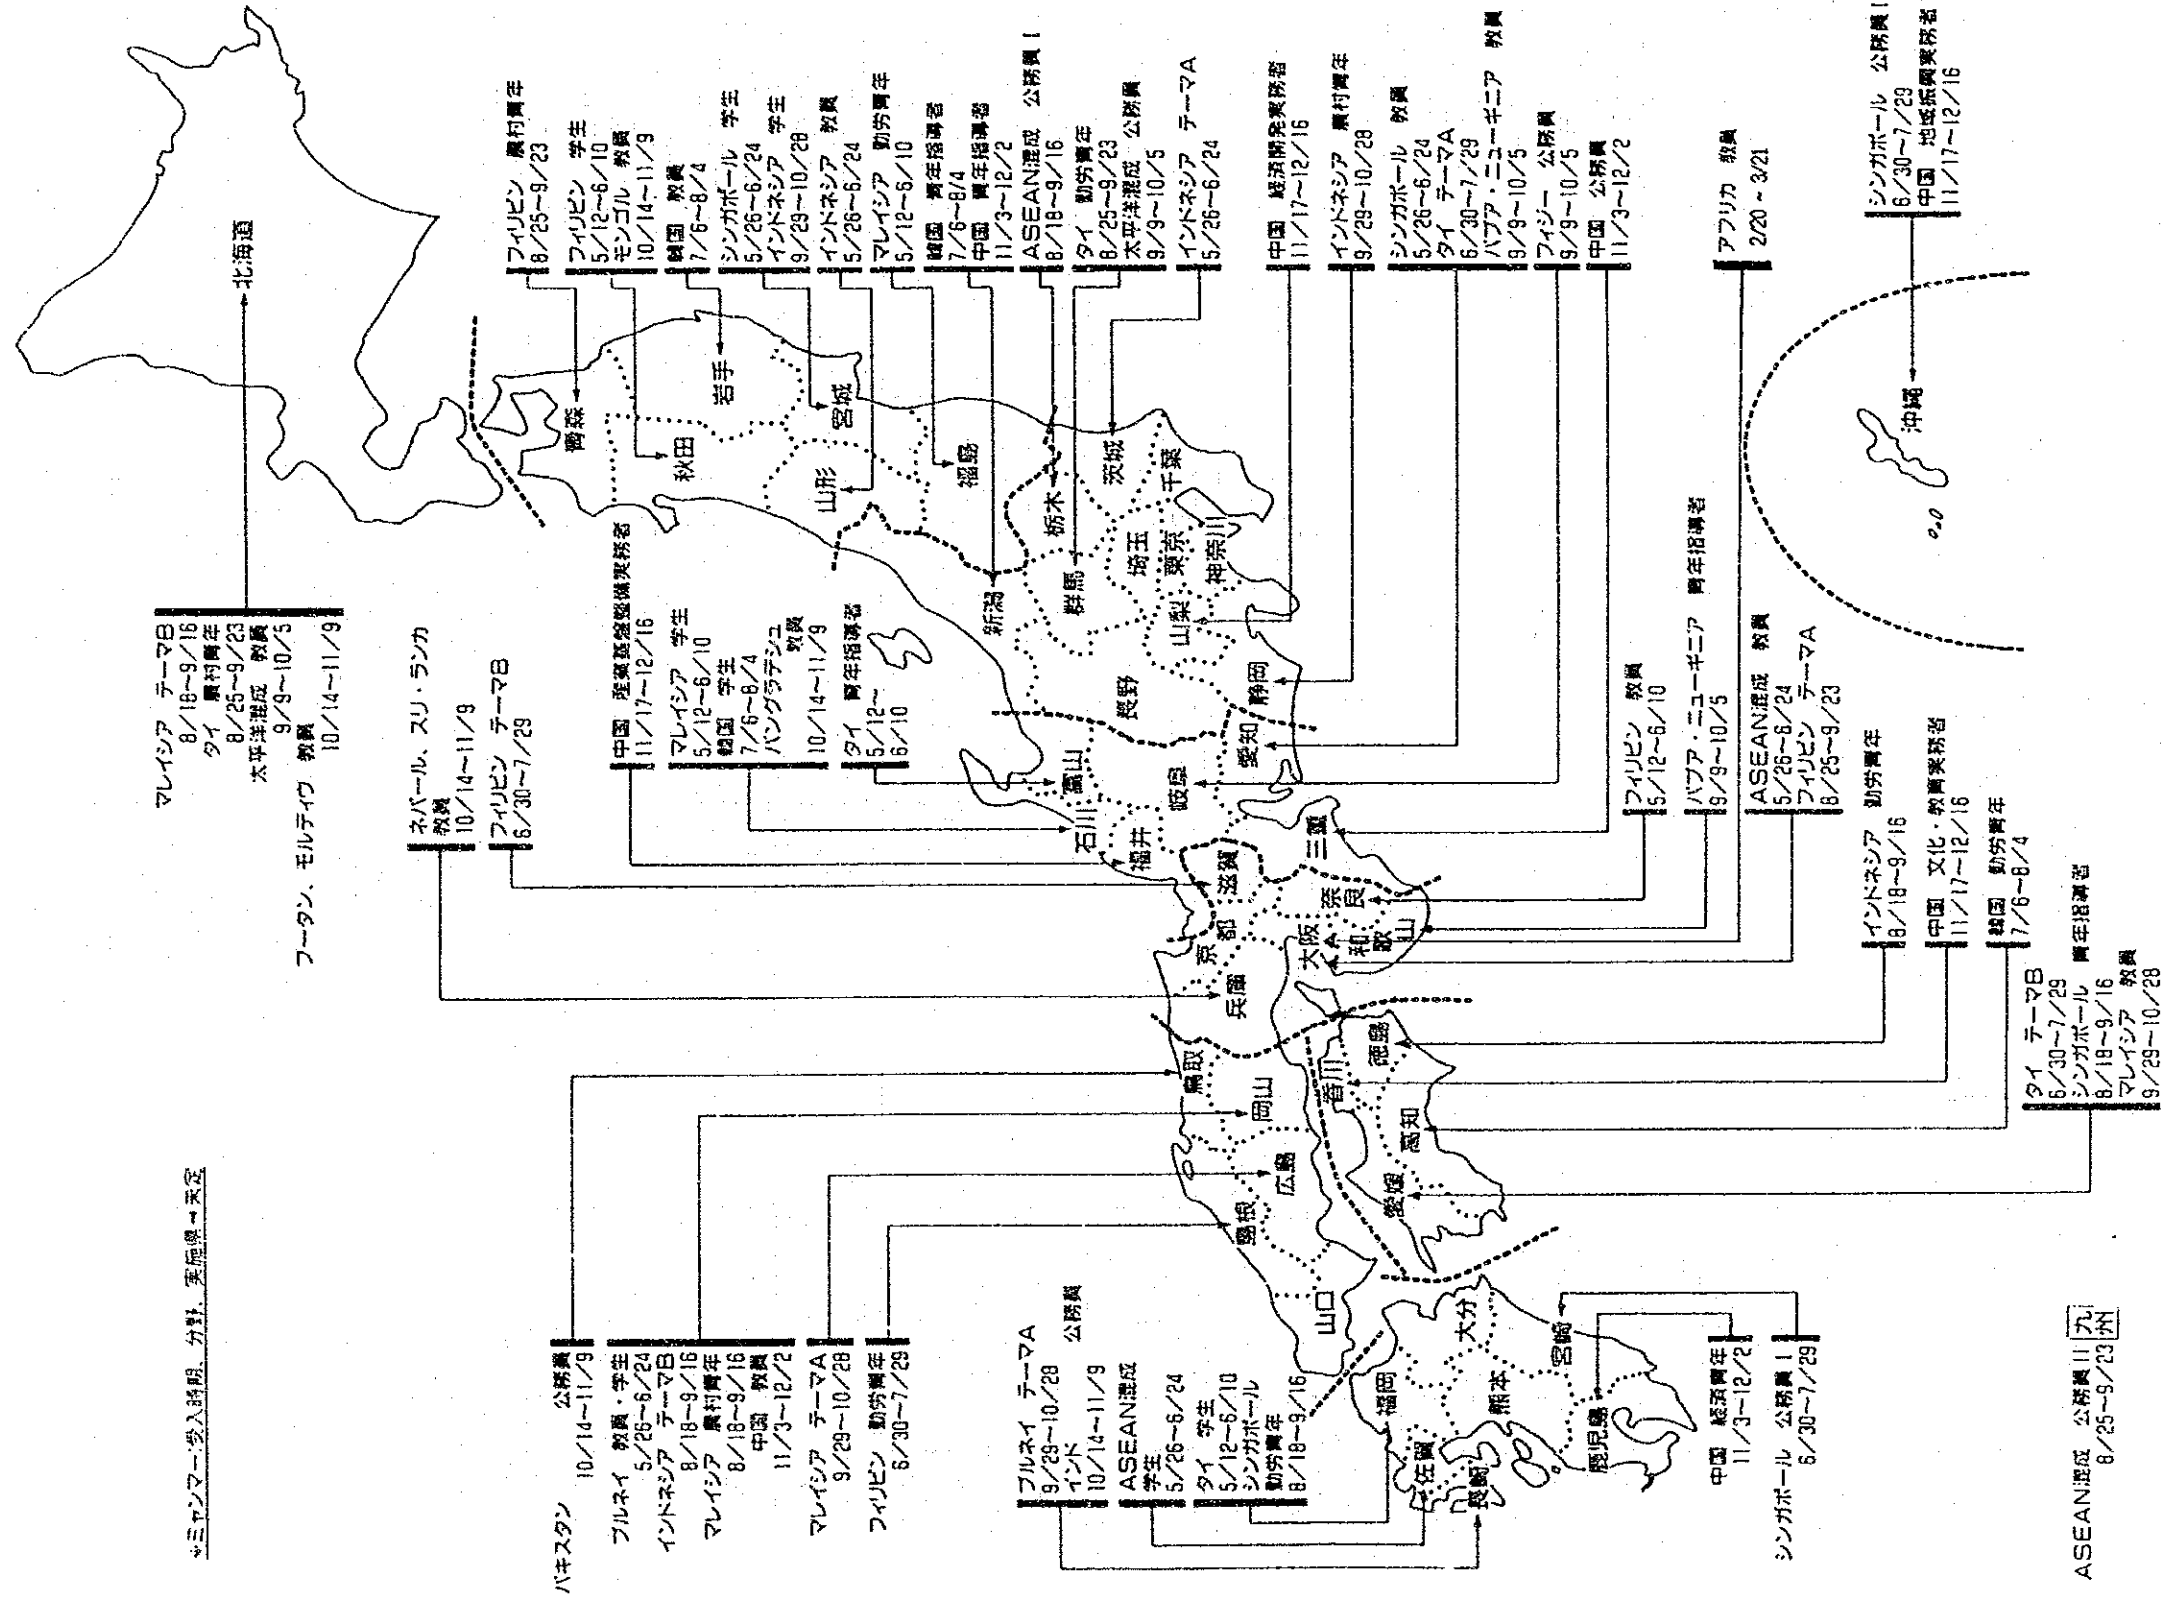 ※ミャンマー:受入時期、分野、実施県→未定
マレイシア テーマB
8/18~9/16
タイ 農村青年
8/25~9/23
太平洋混成 教員
9/9~10/5
ブータン、モルディヴ 教員
10/14~11/9
北海道
ネパール、スリ・ランカ
教員
10/14~11/9
フィリピン テーマB
6/30~7/29
中国 産業基盤整備実務者
11/17~12/16
マレイシア 学生
5/12~6/10
韓国 学生
7/6~8/4
バングラデシュ
教員
10/14~11/9
タイ 青年指導者
5/12~
6/10
フィリピン 農村青年
8/25~9/23
フィリピン 学生
5/12~6/10
モンゴル 教員
10/14~11/9
韓国 教員
7/6~8/4
シンガポール 学生
5/26~6/24
インドネシア 学生
9/29~10/28
インドネシア 教員
5/26~6/24
マレイシア 勤労青年
5/12~6/10
韓国 青年指導者
7/6~8/4
中国 青年指導者
11/3~12/2
ASEAN混成 公務員I
8/18~9/16
タイ 勤労青年
8/25~9/23
太平洋混成 公務員
9/9~10/5
インドネシア テーマA
5/26~6/24
中国 経済開発実務者
11/17~12/16
インドネシア 農村青年
9/29~10/28
シンガポール 教員
5/26~6/24
タイ テーマA
6/30~7/29
パプア・ニューギニア 教員
9/9~10/5
フィジー 公務員
9/9~10/5
中国 公務員
11/3~12/2
アフリカ 教員
2/20~3/21
シンガポール 公務員I
6/30~7/29
中国 地域振興実務者
11/17~12/16
青森
秋田
岩手
山形
宮城
福島
新潟
栃木
群馬
茨城
埼玉
千葉
東京
神奈川
山梨
長野
静岡
富山
石川
福井
岐阜
愛知
三重
滋賀
京都
奈良
大阪
和歌山
兵庫
鳥取
岡山
島根
広島
山口
香川
徳島
高知
愛媛
福岡
佐賀
長崎
大分
熊本
宮崎
鹿児島
沖縄
パキスタン 公務員
10/14~11/9
ブルネイ 教員・学生
5/26~6/24
インドネシア テーマB
8/18~9/16
マレイシア 農村青年
8/18~9/16
中国 教員
11/3~12/2
マレイシア テーマA
9/29~10/28
フィリピン 勤労青年
6/30~7/29
ブルネイ テーマA
9/29~10/28
インド 公務員
10/14~11/9
ASEAN混成
学生
5/26~6/24
タイ 学生
5/12~6/10
シンガポール
勤労青年
8/18~9/16
フィリピン 教員
5/12~6/10
パプア・ニューギニア 青年指導者
9/9~10/5
ASEAN混成 教員
5/26~6/24
フィリピン テーマA
8/25~9/23
インドネシア 勤労青年
8/18~9/16
中国 文化・教育実務者
11/17~12/16
韓国 勤労青年
7/6~8/4
タイ テーマB
6/30~7/29
シンガポール 青年指導者
8/18~9/16
マレイシア 教員
9/29~10/28
中国 経済青年
11/3~12/2
シンガポール 公務員I
6/30~7/29
ASEAN混成 公務員II 九州
8/25~9/23